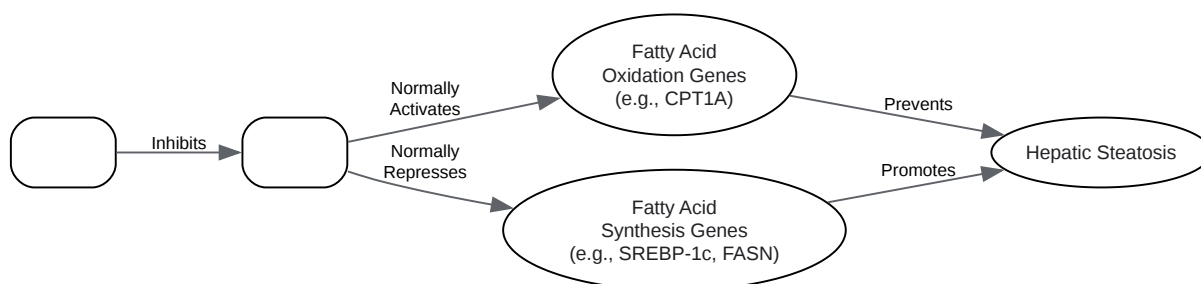 Inhibits
Normally
Activates
Normally
Represses
Fatty Acid
Oxidation Genes
(e.g., CPT1A)
Fatty Acid
Synthesis Genes
(e.g., SREBP-1c, FASN)
Prevents
Promotes
Hepatic Steatosis